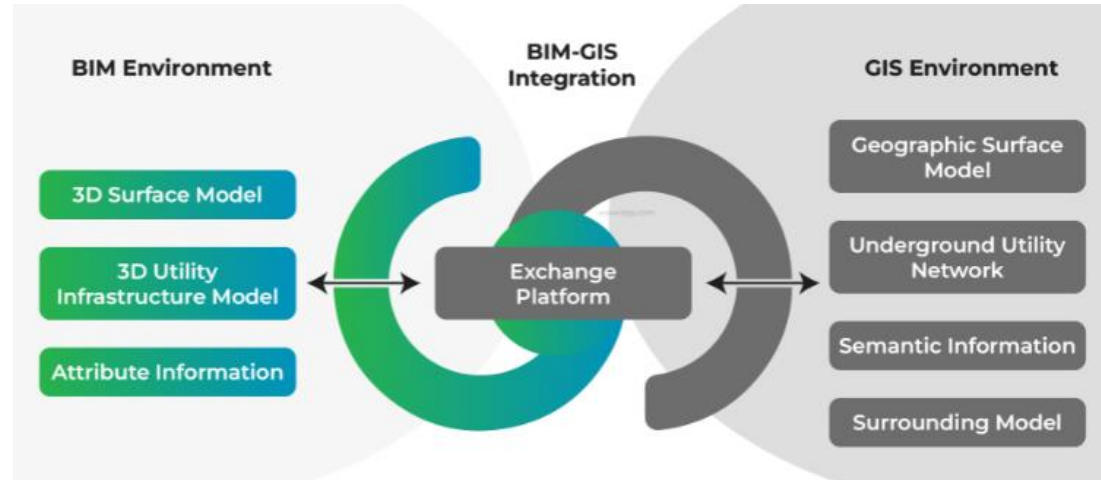 BIM Environment
3D Surface Model
3D Utility
Infrastructure Model
Attribute Information
BIM-GIS
Integration
Exchange
Platform
GIS Environment
Geographic Surface
Model
Underground Utility
Network
Semantic Information
Surrounding Model